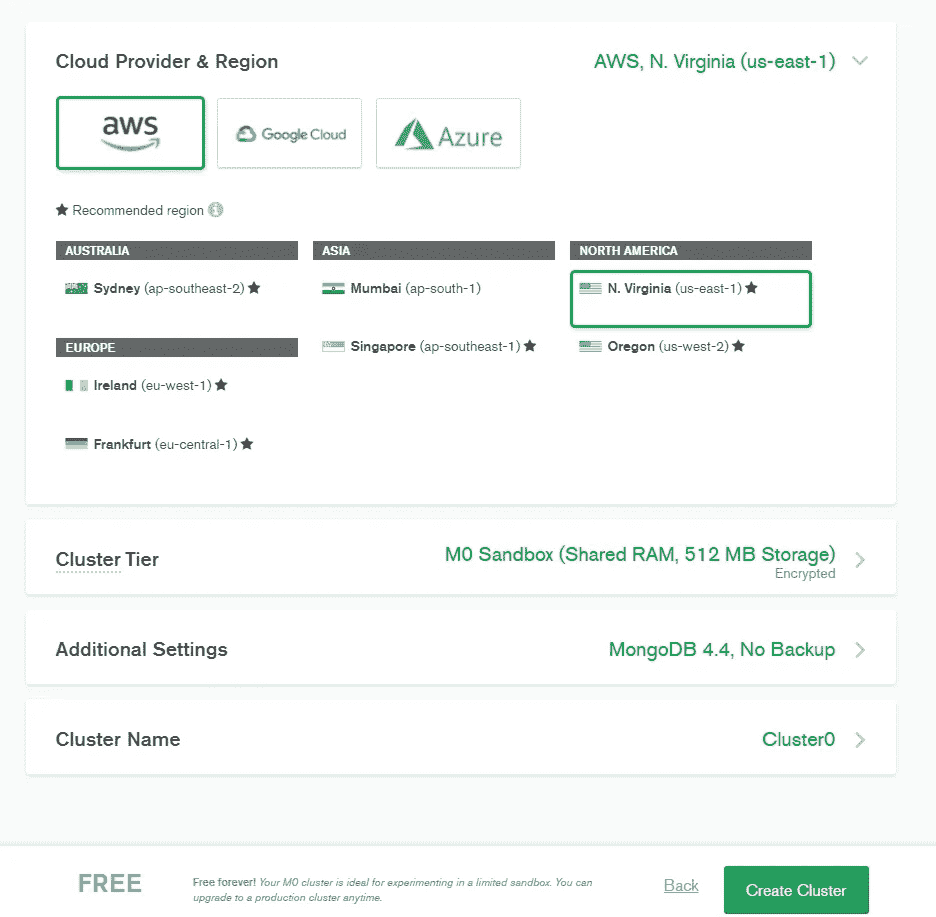 Cloud Provider & Region
AWS, N. Virginia (us-east-1)
aws
Google Cloud
Azure
★ Recommended region
AUSTRALIA
Sydney (ap-southeast-2) ★
EUROPE
Ireland (eu-west-1) ★
Frankfurt (eu-central-1) ★
ASIA
Mumbai (ap-south-1)
Singapore (ap-southeast-1) ★
NORTH AMERICA
N. Virginia (us-east-1) ★
Oregon (us-west-2) ★
Cluster Tier
M0 Sandbox (Shared RAM, 512 MB Storage)
Encrypted
Additional Settings
MongoDB 4.4, No Backup
Cluster Name
Cluster0
FREE
Free forever! Your M0 cluster is ideal for experimenting in a limited sandbox. You can
upgrade to a production cluster anytime.
Back
Create Cluster